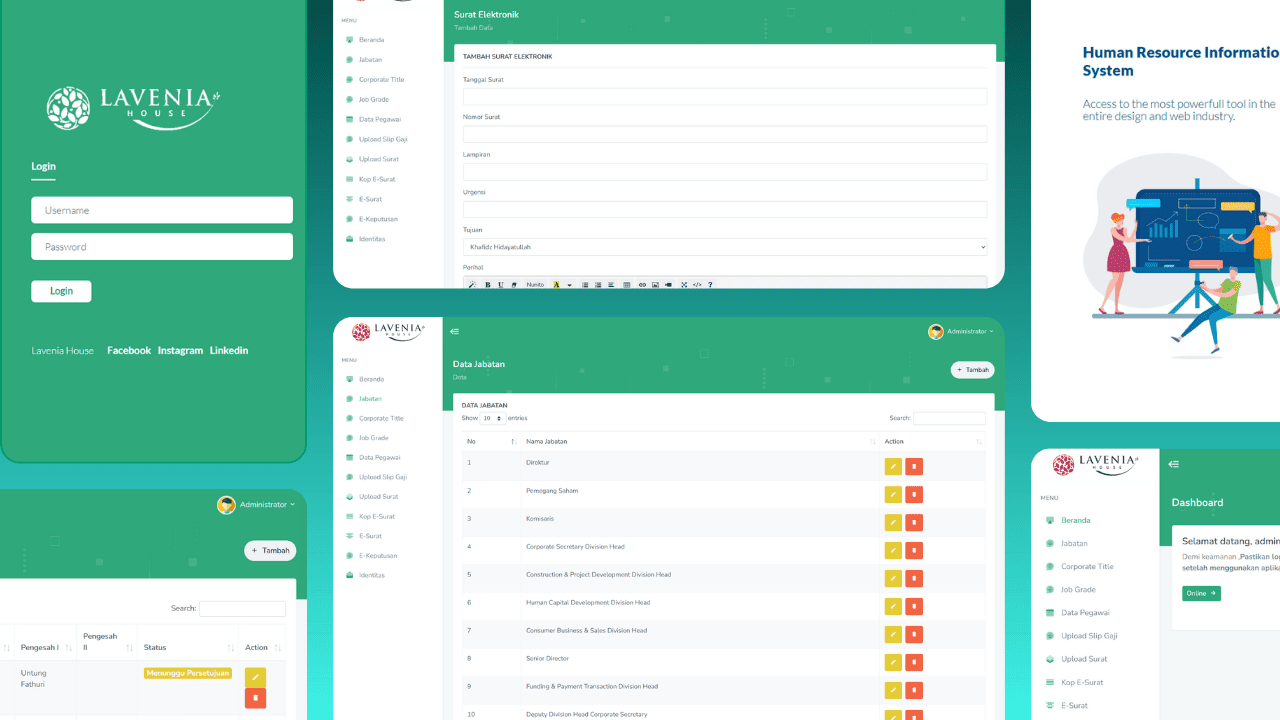 LAVENIA
HOUSE
Login
Username
Password
Login
Lavenia House Facebook Instagram Linkedin
Administrator
+ Tambah
Search:
Pengesah I Pengesah II Status Action
Untung Fathuri Menunggu Persetujuan
MENU
Beranda
Jabatan
Corporate Title
Job Grade
Data Pegawai
Upload Slip Gaji
Upload Surat
Kop E-Surat
E-Surat
E-Keputusan
Identitas
Surat Elektronik
Tambah Data
TAMBAH SURAT ELEKTRONIK
Tanggal Surat
Nomor Surat
Lampiran
Urgensi
Tujuan
Khafidz Hidayatullah
Perihal
B U Nunito A </> ?
LAVENIA
HOUSE
MENU
Beranda
Jabatan
Corporate Title
Job Grade
Data Pegawai
Upload Slip Gaji
Upload Surat
Kop E-Surat
E-Surat
E-Keputusan
Identitas
Administrator
Data Jabatan
Data
+ Tambah
DATA JABATAN
Show 10 entries Search:
No Nama Jabatan Action
1 Direktur
2 Pemegang Saham
3 Komisaris
4 Corporate Secretary Division Head
5 Construction & Project Development Division Head
6 Human Capital Development Division Head
7 Consumer Business & Sales Division Head
8 Senior Director
9 Funding & Payment Transaction Division Head
10 Deputy Division Head Corporate Secretary
Human Resource Informatio
System
Access to the most powerfull tool in the
entire design and web industry.
LAVENIA
HOUSE
MENU
Beranda
Jabatan
Corporate Title
Job Grade
Data Pegawai
Upload Slip Gaji
Upload Surat
Kop E-Surat
E-Surat
Dashboard
Selamat datang, admin
Demi keamanan ,Pastikan log
setelah menggunakan aplika
Online